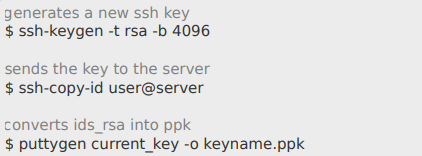 generates a new ssh key
$ ssh-keygen -t rsa -b 4096
sends the key to the server
$ ssh-copy-id user@server
converts ids_rsa into ppk
$ puttygen current_key -o keyname.ppk